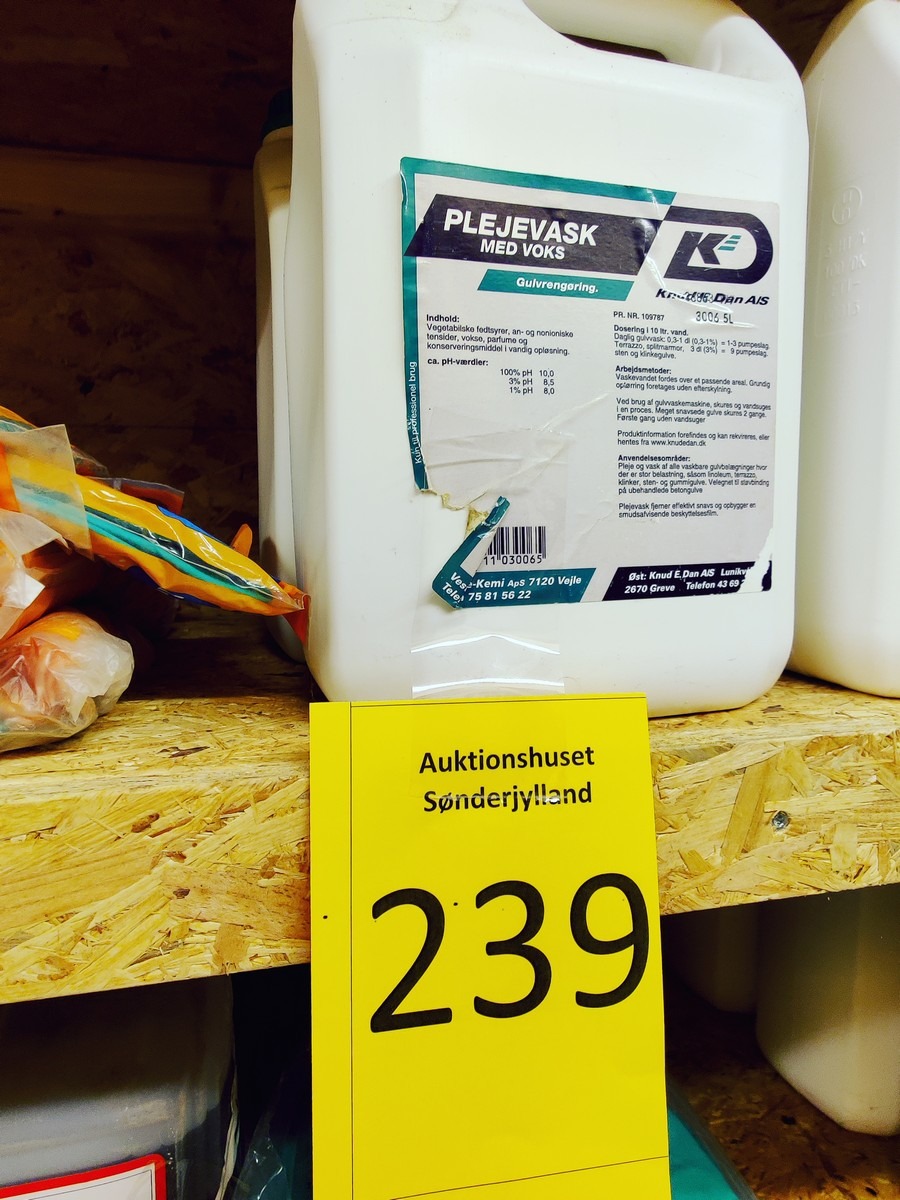 PLEJEVASK
MED VOKS
Gulvrengøring.
KD
Knud E. Dan A/S
PR. NR. 109787
3006 5L
Indhold:
Vegetabilske fedtsyrer, an- og nonioniske
tensider, vokse, parfume og
konserveringsmiddel i vandig opløsning.
ca. pH-værdier:
100% pH 10,0
3% pH 8,5
1% pH 8,0
Kun til professionel brug
Dosering i 10 ltr. vand.
Daglig gulvvask: 0,3-1 dl (0,3-1%) = 1-3 pumpeslag.
Terrazzo, splitmarmor, 3 dl (3%) = 9 pumpeslag.
sten og klinkegulve.
Arbejdsmetoder:
Vaskevandet fordes over et passende areal. Grundig
optørring foretages uden efterskylning.
Ved brug af gulvvaskemaskine, skures og vandsuges
i en proces. Meget snavsede gulve skures 2 gange.
Første gang uden vandsuger
Produktinformation forefindes og kan rekvireres, eller
hentes fra www.knudedan.dk
Anvendelsesområder:
Pleje og vask af alle vaskbare gulvbelægninger hvor
der er stor belastning, såsom linoleum, terrazzo,
klinker, sten- og gummigulve. Velegnet til støvbinding
på ubehandlede betongulve
Plejevask fjerner effektivt snavs og opbygger en
smudsafvisende beskyttelsesfilm.
11 030065
-Kemi ApS 7120 Vejle
75 81 56 22
Øst: Knud E. Dan A/S
2670 Greve Telefon 43 69
Auktionshuset
Sønderjylland
239